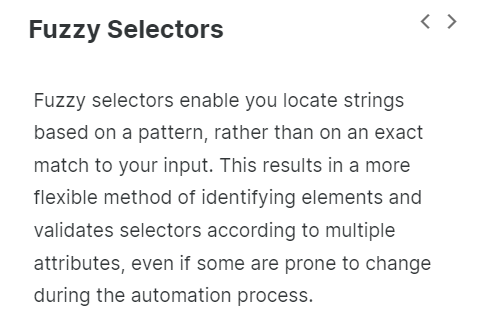 Fuzzy Selectors
Fuzzy selectors enable you locate strings
based on a pattern, rather than on an exact
match to your input. This results in a more
flexible method of identifying elements and
validates selectors according to multiple
attributes, even if some are prone to change
during the automation process.